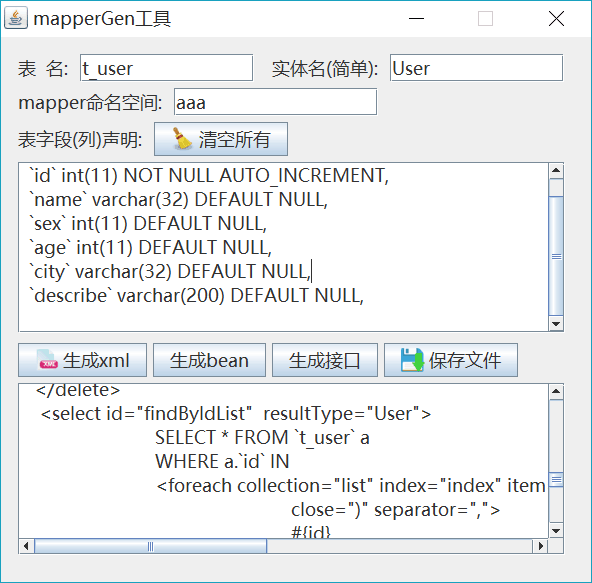 mapperGen工具
表 名: t_user 实体名(简单): User
mapper命名空间: aaa
表字段(列)声明: 清空所有
`id` int(11) NOT NULL AUTO_INCREMENT,
`name` varchar(32) DEFAULT NULL,
`sex` int(11) DEFAULT NULL,
`age` int(11) DEFAULT NULL,
`city` varchar(32) DEFAULT NULL,
`describe` varchar(200) DEFAULT NULL,
生成xml 生成bean 生成接口 保存文件
</delete>
<select id="findByIdList" resultType="User">
SELECT * FROM `t_user` a
WHERE a.`id` IN
<foreach collection="list" index="index" item
close=")" separator=",">
#{id}